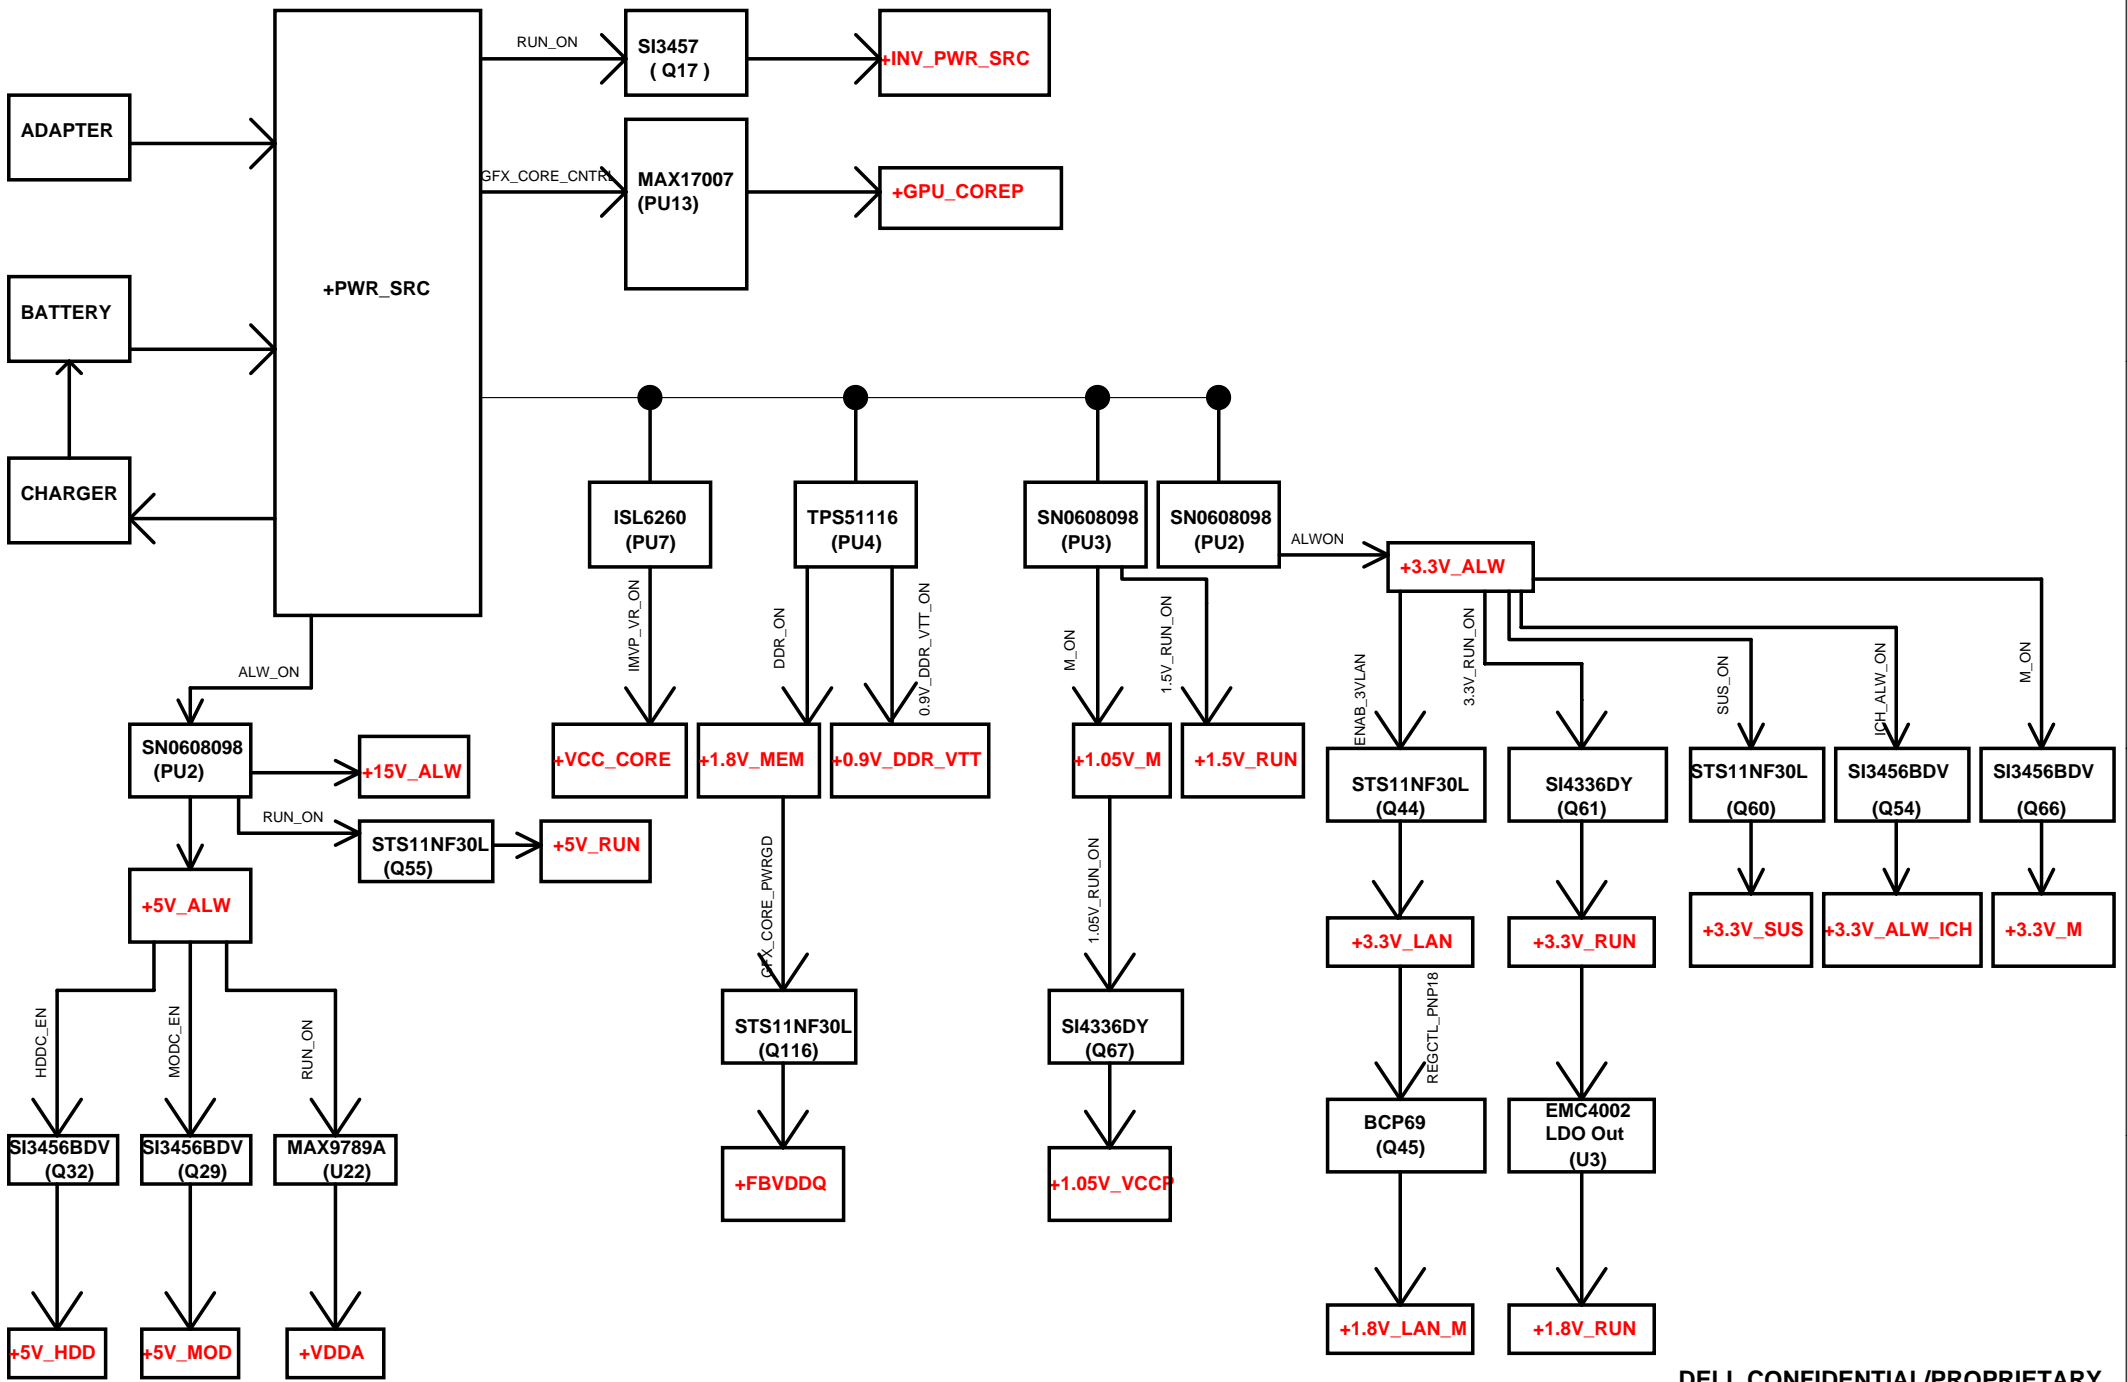 RUN_ON
SI3457
( Q17 )
+INV_PWR_SRC
ADAPTER
GFX_CORE_CNTRL
MAX17007
(PU13)
+GPU_COREP
BATTERY
+PWR_SRC
CHARGER
ISL6260
(PU7)
TPS51116
(PU4)
SN0608098
(PU3)
SN0608098
(PU2)
ALWON
+3.3V_ALW
ALW_ON
IMVP_VR_ON
DDR_ON
0.9V_DDR_VTT_ON
M_ON
1.5V_RUN_ON
ENAB_3VLAN
3.3V_RUN_ON
SUS_ON
ICH_ALW_ON
M_ON
SN0608098
(PU2)
+15V_ALW
+VCC_CORE
+1.8V_MEM
+0.9V_DDR_VTT
+1.05V_M
+1.5V_RUN
STS11NF30L
(Q44)
SI4336DY
(Q61)
STS11NF30L
(Q60)
SI3456BDV
(Q54)
SI3456BDV
(Q66)
RUN_ON
STS11NF30L
(Q55)
+5V_RUN
+5V_ALW
GFX_CORE_PWRGD
1.05V_RUN_ON
+3.3V_LAN
+3.3V_RUN
+3.3V_SUS
+3.3V_ALW_ICH
+3.3V_M
HDDC_EN
MODC_EN
RUN_ON
STS11NF30L
(Q116)
SI4336DY
(Q67)
REGCTL_PNP18
SI3456BDV
(Q32)
SI3456BDV
(Q29)
MAX9789A
(U22)
+FBVDDQ
+1.05V_VCCP
BCP69
(Q45)
EMC4002
LDO Out
(U3)
+5V_HDD
+5V_MOD
+VDDA
+1.8V_LAN_M
+1.8V_RUN
DELL CONFIDENTIAL/PROPRIETARY